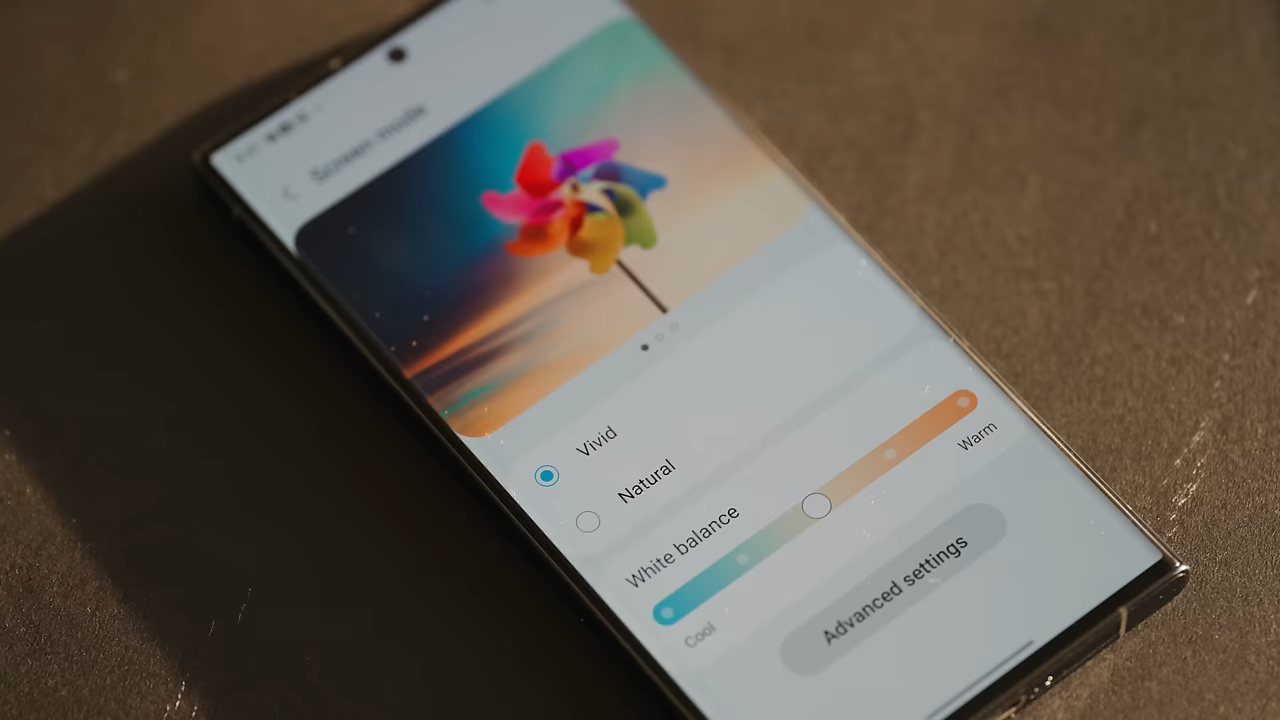 Screen mode
Vivid
Natural
White balance
Cool
Warm
Advanced settings